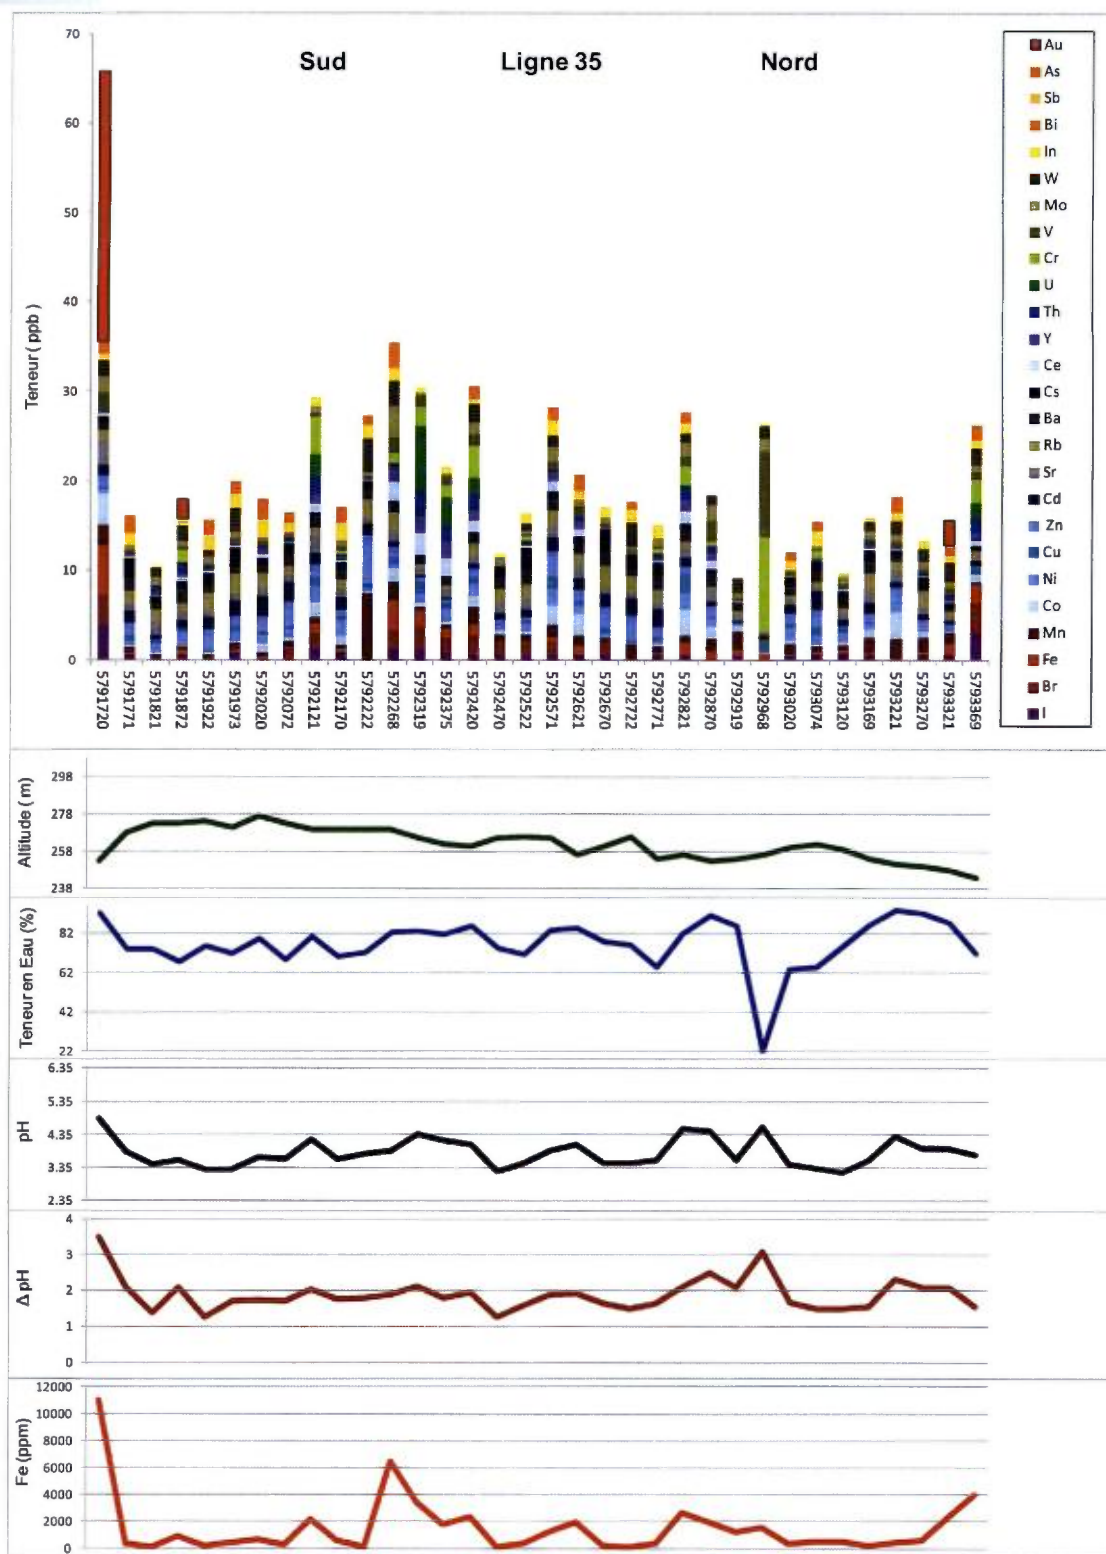 70
Sud Ligne 35 Nord
60
50
40
30
20
10
0
Teneur ( ppb )
Au
As
Sb
Bi
In
W
Mo
V
Cr
U
Th
Y
Ce
Cs
Ba
Rb
Sr
Cd
Zn
Cu
Ni
Co
Mn
Fe
Br
I
5791720
5791771
5791821
5791872
5791922
5791973
5792020
5792072
5792121
5792170
5792222
5792268
5792319
5792375
5792420
5792470
5792522
5792571
5792621
5792670
5792722
5792771
5792821
5792870
5792919
5792968
5793020
5793074
5793120
5793169
5793221
5793270
5793321
5793369
Altitude ( m)
298
278
258
238
Teneur en Eau (%)
82
62
42
22
pH
6.35
5.35
4.35
3.35
2.35
Δ pH
4
3
2
1
0
Fe (ppm)
12000
10000
8000
6000
4000
2000
0